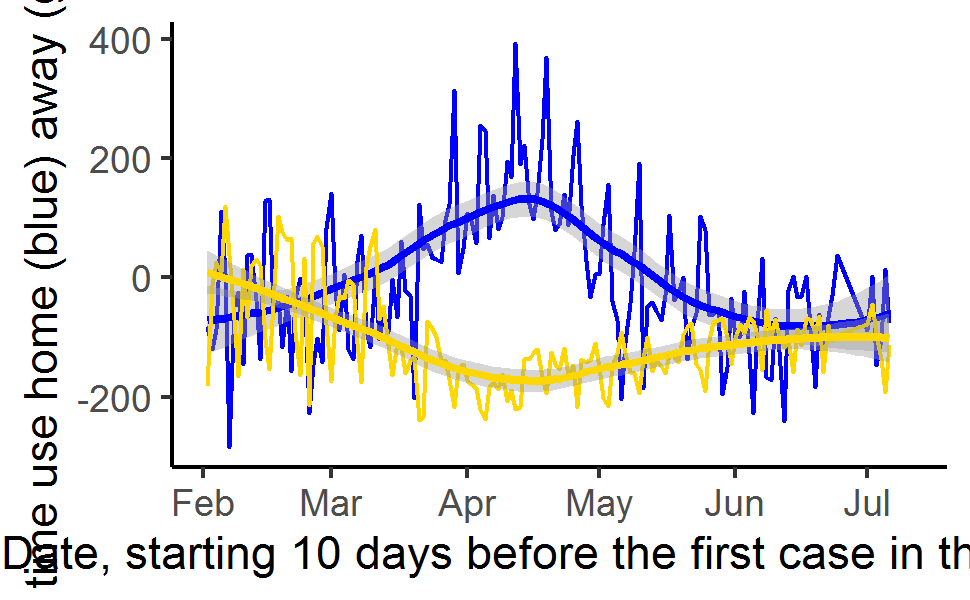 time use home (blue) away (g
400
200
0
-200
Feb Mar Apr May Jun Jul
Date, starting 10 days before the first case in th